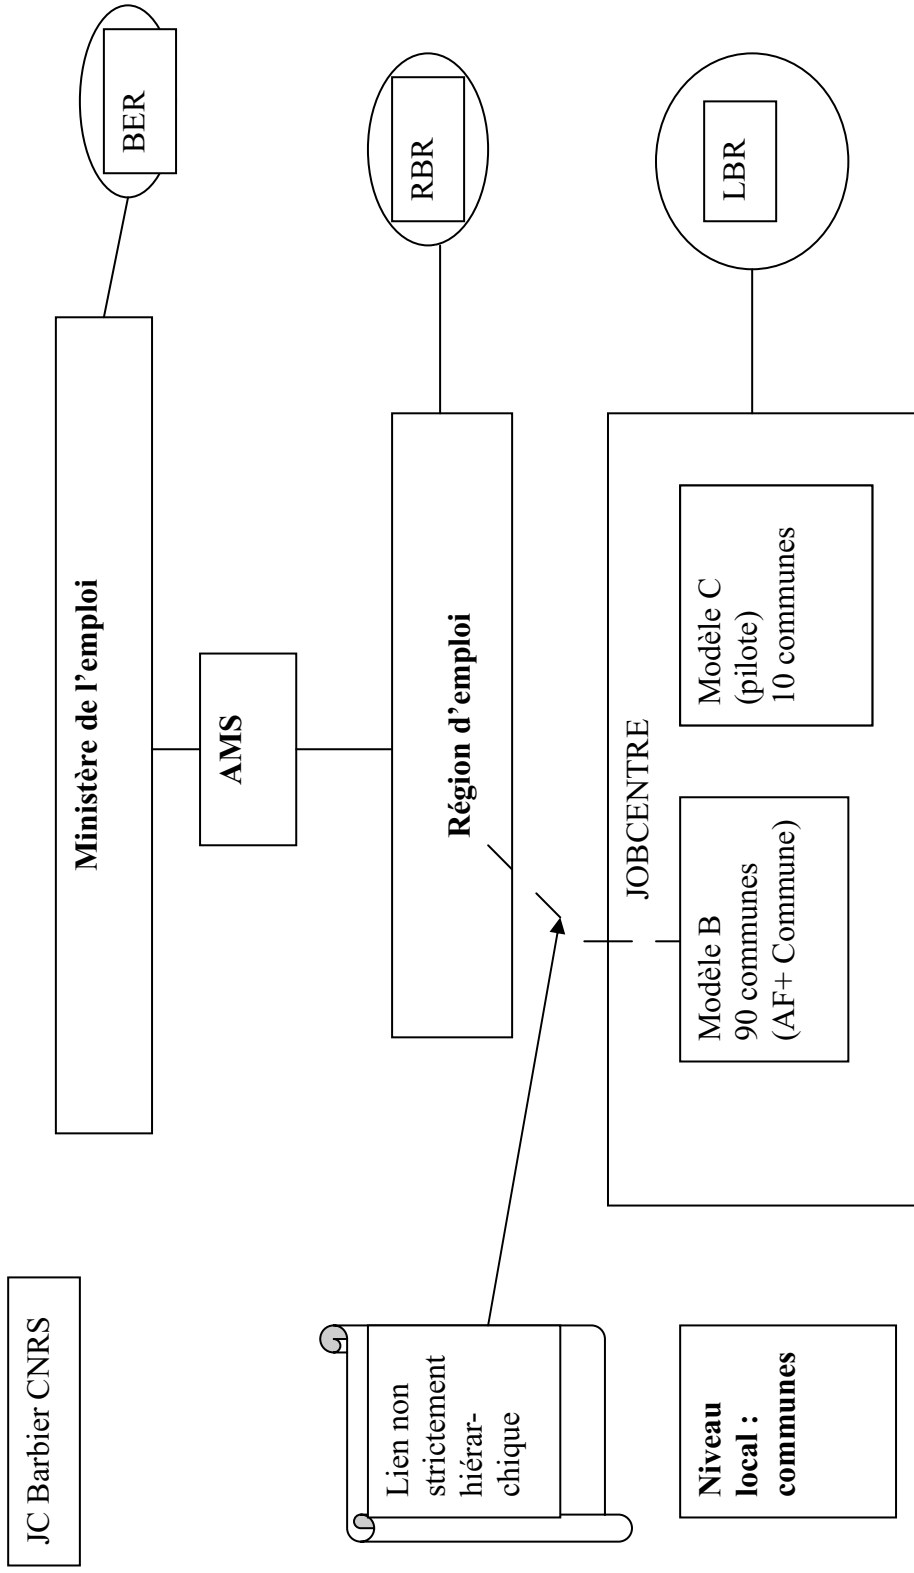 JC Barbier CNRS
Ministère de l’emploi
BER
AMS
Lien non
strictement
hiérar-
chique
Région d’emploi
RBR
Niveau
local :
communes
JOBCENTRE
Modèle B
90 communes
(AF+ Commune)
Modèle C
(pilote)
10 communes
LBR